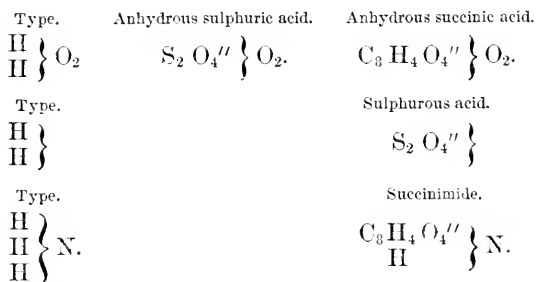 Type. Anhydrous sulphuric acid. Anhydrous succinic acid.
H
H } O₂ S₂ O₄″ } O₂. C₈ H₄ O₄″ } O₂.
Type. Sulphurous acid.
H
H } S₂ O₄″ }
Type. Succinimide.
H
H } N. C₈ H₄ O₄″
H H } N.